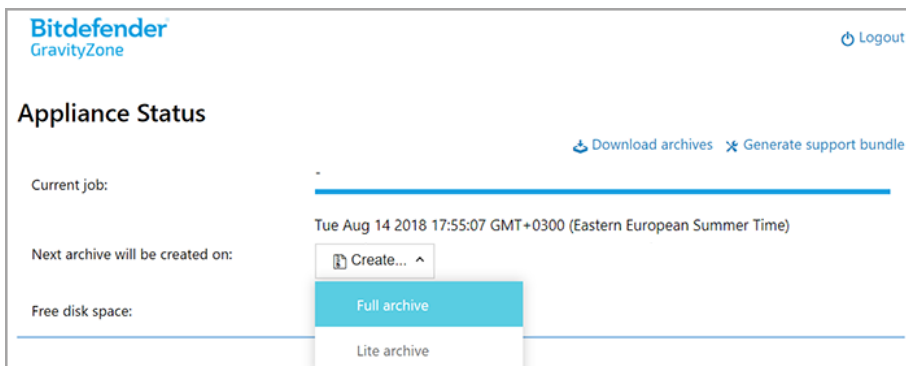 Bitdefender
GravityZone
Logout
Appliance Status
Download archives Generate support bundle
Current job: -
Tue Aug 14 2018 17:55:07 GMT+0300 (Eastern European Summer Time)
Next archive will be created on:
Create...
Free disk space:
Full archive
Lite archive